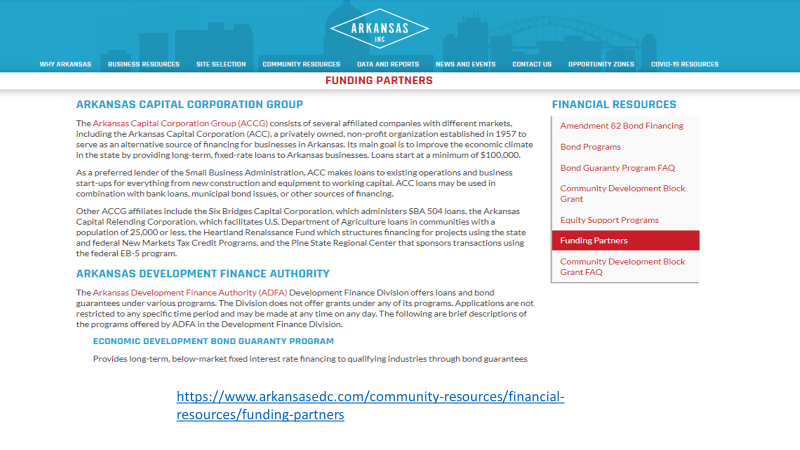 ARKANSAS
INC
WHY ARKANSAS BUSINESS RESOURCES SITE SELECTION COMMUNITY RESOURCES DATA AND REPORTS NEWS AND EVENTS CONTACT US OPPORTUNITY ZONES COVID-19 RESOURCES
FUNDING PARTNERS
ARKANSAS CAPITAL CORPORATION GROUP
The Arkansas Capital Corporation Group (ACCG) consists of several affiliated companies with different markets,
including the Arkansas Capital Corporation (ACC), a privately owned, non-profit organization established in 1957 to
serve as an alternative source of financing for businesses in Arkansas. Its main goal is to improve the economic climate
in the state by providing long-term, fixed-rate loans to Arkansas businesses. Loans start at a minimum of $100,000.
As a preferred lender of the Small Business Administration, ACC makes loans to existing operations and business
start-ups for everything from new construction and equipment to working capital. ACC loans may be used in
combination with bank loans, municipal bond issues, or other sources of financing.
Other ACCG affiliates include the Six Bridges Capital Corporation, which administers SBA 504 loans, the Arkansas
Capital Relending Corporation, which facilitates U.S. Department of Agriculture loans in communities with a
population of 25,000 or less, the Heartland Renaissance Fund which structures financing for projects using the state
and federal New Markets Tax Credit Programs, and the Pine State Regional Center that sponsors transactions using
the federal EB-5 program.
ARKANSAS DEVELOPMENT FINANCE AUTHORITY
The Arkansas Development Finance Authority (ADFA) Development Finance Division offers loans and bond
guarantees under various programs. The Division does not offer grants under any of its programs. Applications are not
restricted to any specific time period and may be made at any time on any day. The following are brief descriptions of
the programs offered by ADFA in the Development Finance Division.
ECONOMIC DEVELOPMENT BOND GUARANTY PROGRAM
Provides long-term, below-market fixed interest rate financing to qualifying industries through bond guarantees
FINANCIAL RESOURCES
Amendment 82 Bond Financing
Bond Programs
Bond Guaranty Program FAQ
Community Development Block
Grant
Equity Support Programs
Funding Partners
Community Development Block
Grant FAQ
https://www.arkansasedc.com/community-resources/financial-
resources/funding-partners